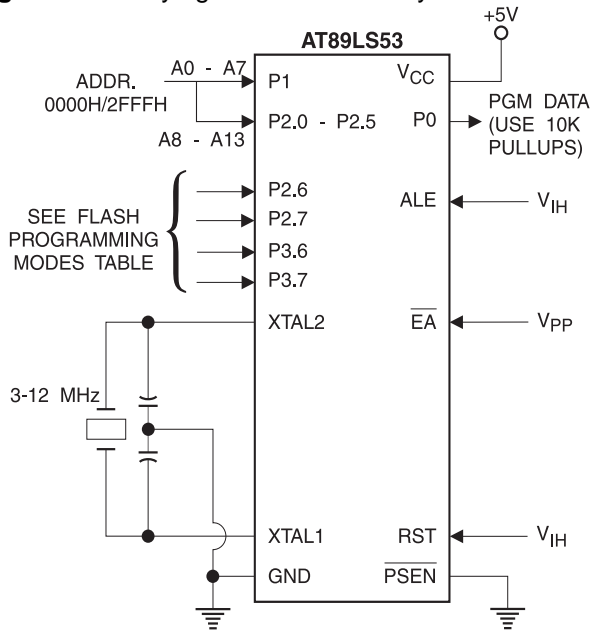 +5V
AT89LS53
A0 - A7
ADDR.
0000H/2FFFH
P1
VCC
A8 - A13
P2.0 - P2.5
P0
PGM DATA
(USE 10K
PULLUPS)
SEE FLASH
PROGRAMMING
MODES TABLE
P2.6
P2.7
P3.6
P3.7
ALE
VIH
XTAL2
EA
VPP
3-12 MHz
XTAL1
RST
VIH
GND
PSEN